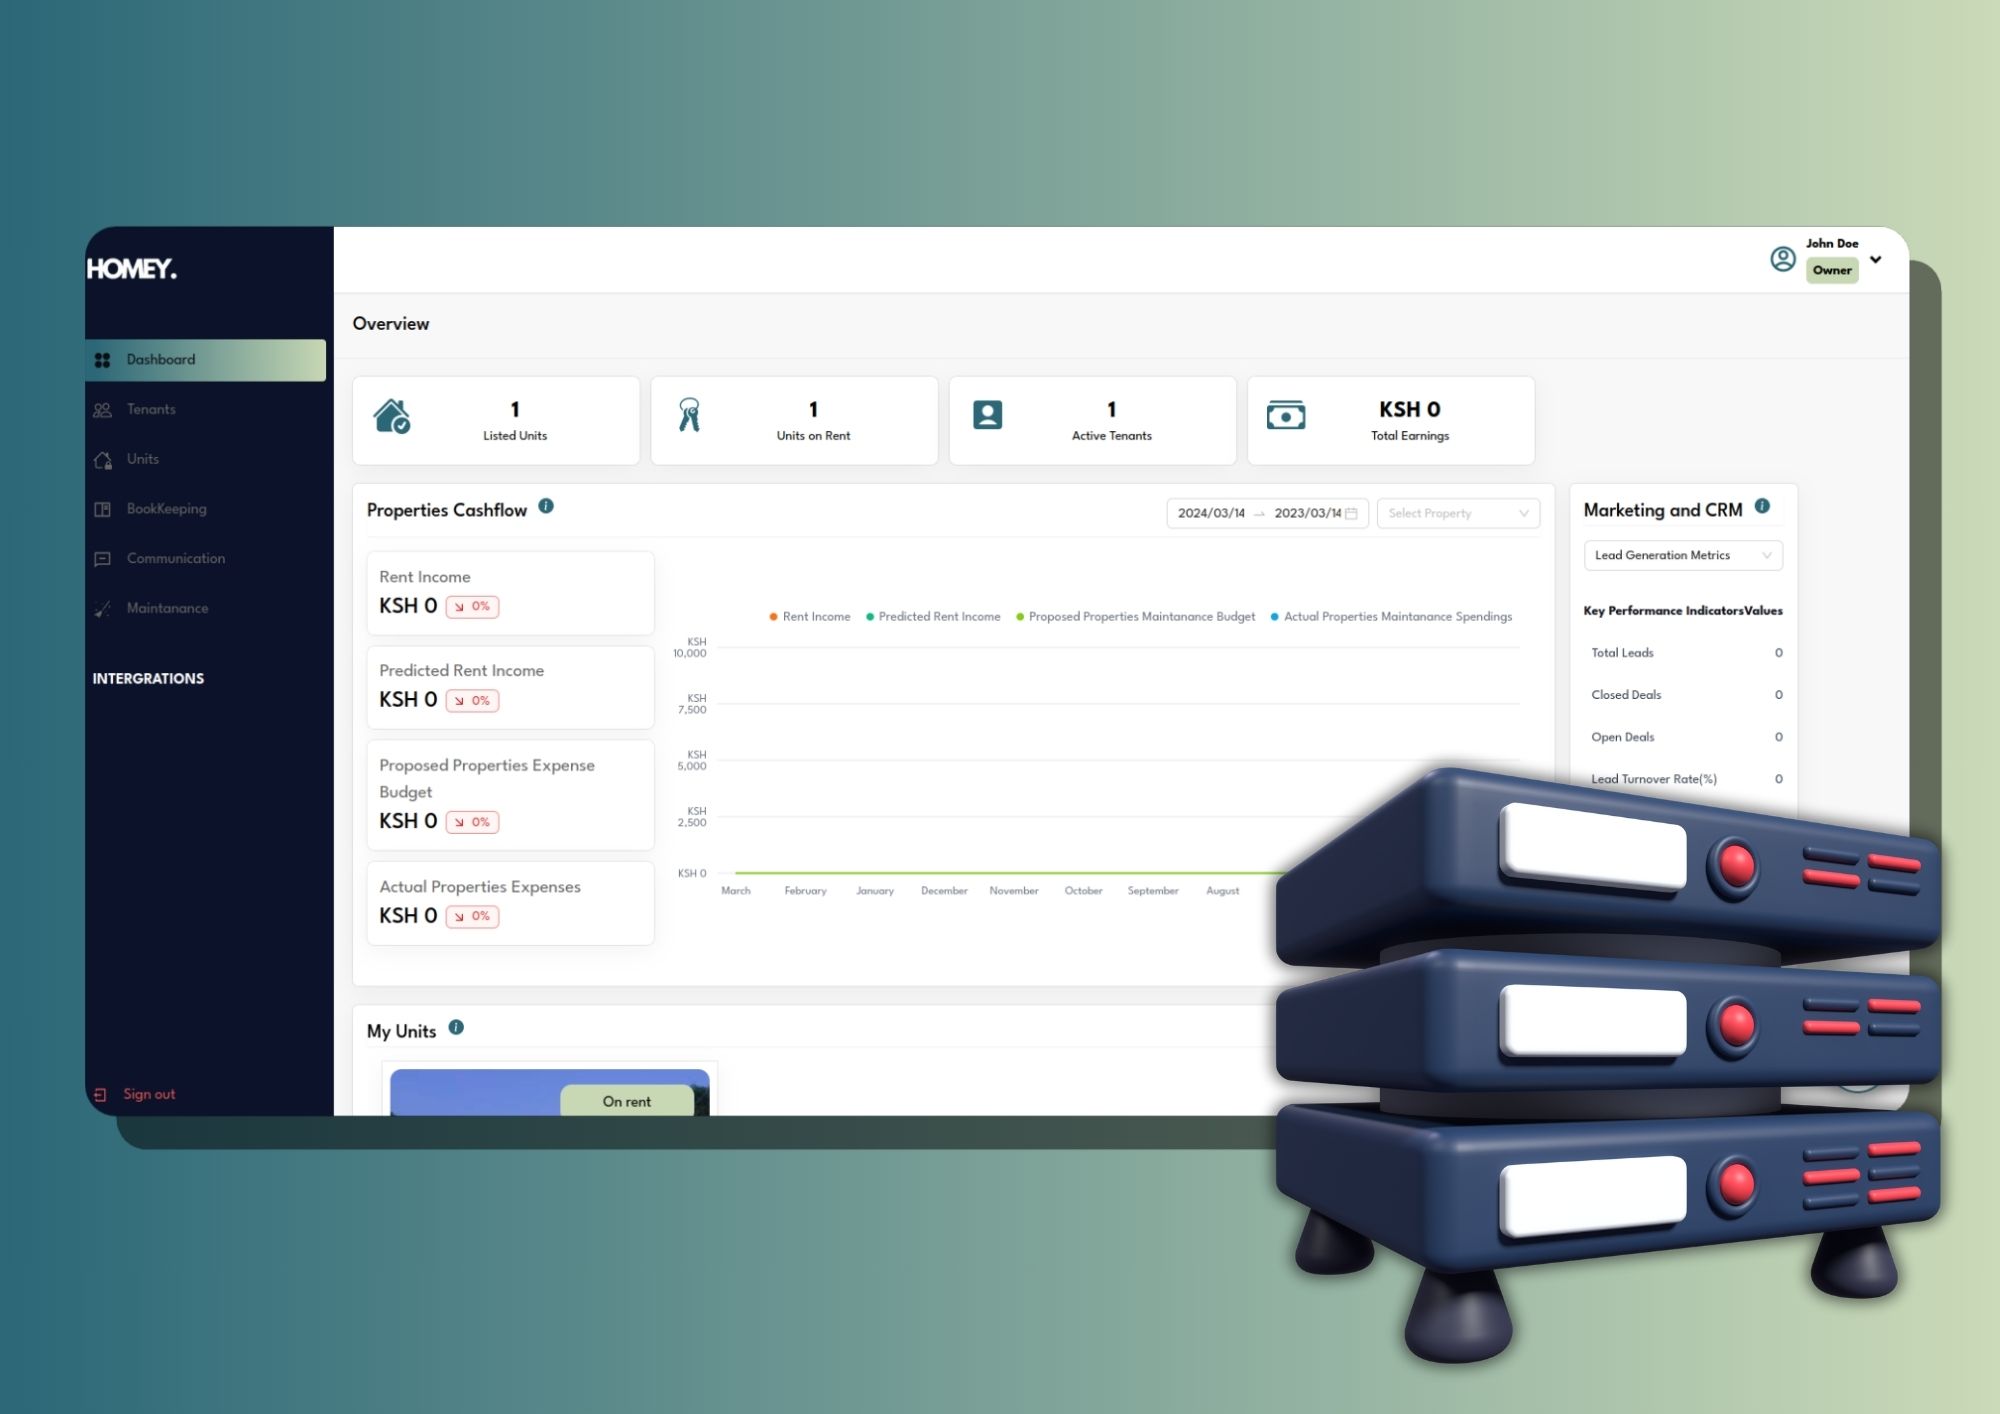 HOMEY.
Dashboard
Tenants
Units
BookKeeping
Communication
Maintanance
INTERGRATIONS
Sign out
John Doe
Owner
Overview
1
Listed Units
1
Units on Rent
1
Active Tenants
KSH 0
Total Earnings
Properties Cashflow
2024/03/14 → 2023/03/14
Select Property
Rent Income
KSH 0 0%
Predicted Rent Income
KSH 0 0%
Proposed Properties Expense
Budget
KSH 0 0%
Actual Properties Expenses
KSH 0 0%
Rent Income Predicted Rent Income Proposed Properties Maintanance Budget Actual Properties Maintanance Spendings
KSH
10,000
KSH
7,500
KSH
5,000
KSH
2,500
KSH 0
March February January December November October September August
Marketing and CRM
Lead Generation Metrics
Key Performance Indicators Values
Total Leads 0
Closed Deals 0
Open Deals 0
Lead Turnover Rate(%) 0
My Units
On rent